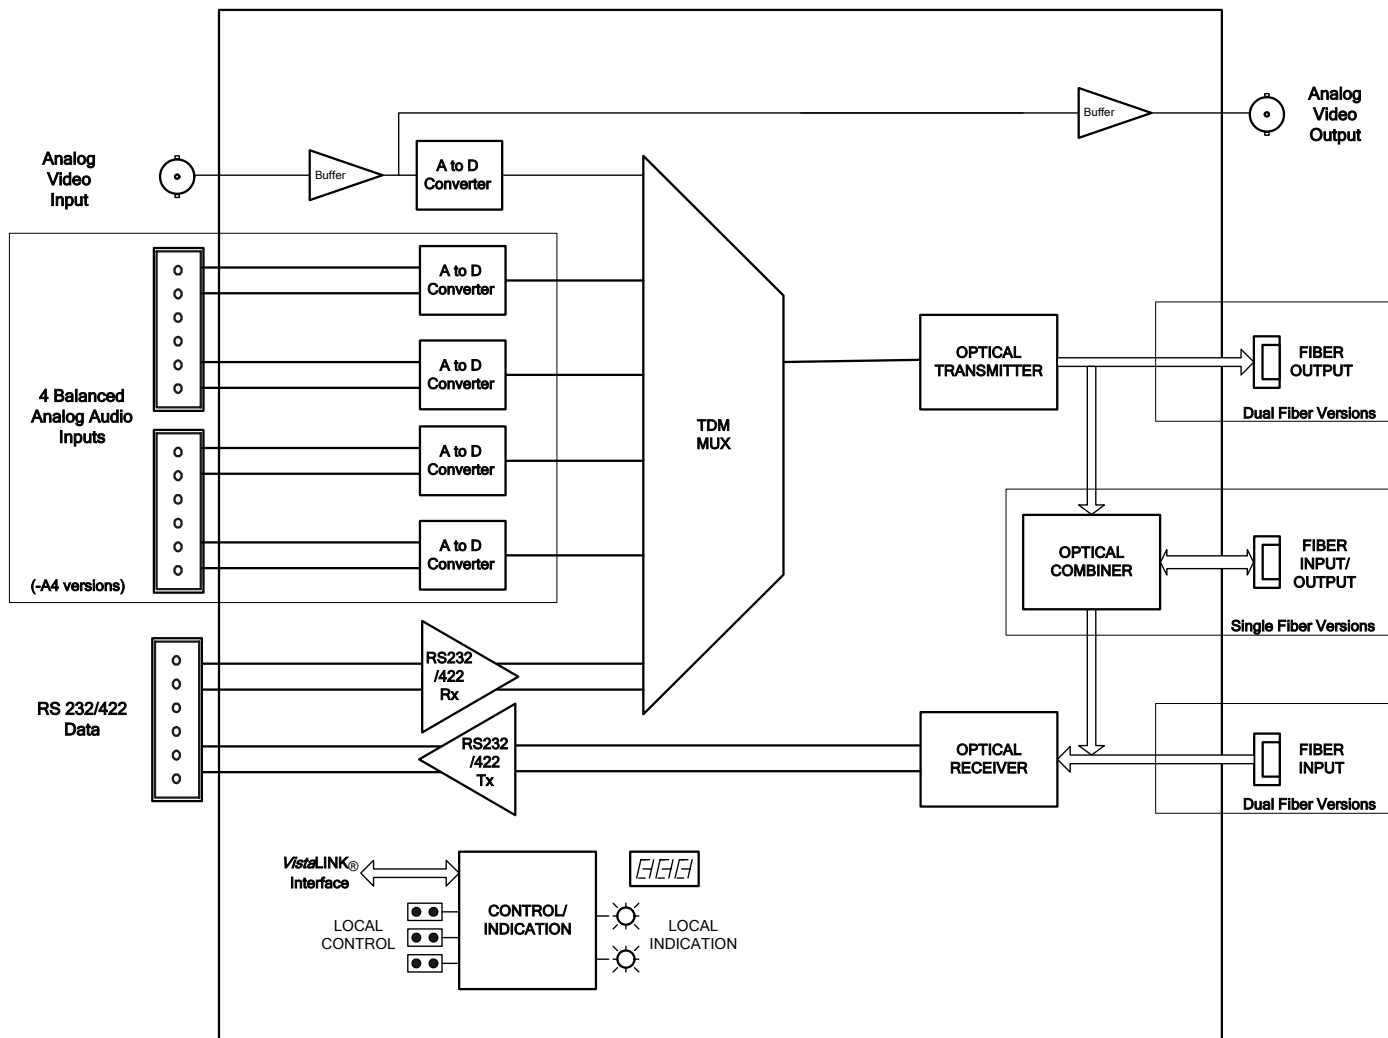 Buffer
Analog
Video
Output
Analog
Video
Input
Buffer
A to D
Converter
A to D
Converter
A to D
Converter
4 Balanced
Analog Audio
Inputs
A to D
Converter
A to D
Converter
(-A4 versions)
TDM
MUX
OPTICAL
TRANSMITTER
FIBER
OUTPUT
Dual Fiber Versions
OPTICAL
COMBINER
FIBER
INPUT/
OUTPUT
Single Fiber Versions
RS 232/422
Data
RS232
/422
Rx
RS232
/422
Tx
OPTICAL
RECEIVER
FIBER
INPUT
Dual Fiber Versions
VistaLINK®
Interface
LOCAL
CONTROL
CONTROL/
INDICATION
LOCAL
INDICATION